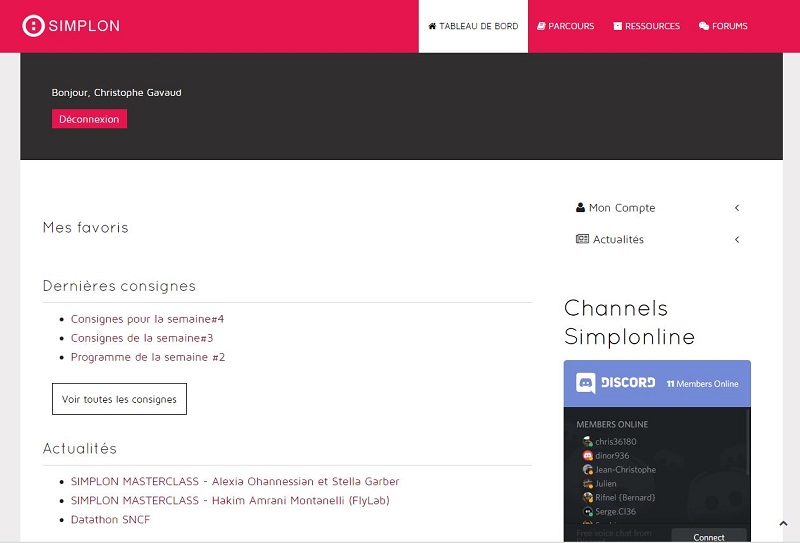 SIMPLON
TABLEAU DE BORD
PARCOURS
RESSOURCES
FORUMS
Bonjour, Christophe Gavaud
Déconnexion
Mes favoris
Dernières consignes
Consignes pour la semaine#4
Consignes de la semaine#3
Programme de la semaine #2
Voir toutes les consignes
Actualités
SIMPLON MASTERCLASS - Alexia Ohannessian et Stella Garber
SIMPLON MASTERCLASS - Hakim Amrani Montanelli (FlyLab)
Datathon SNCF
Mon Compte
Actualités
Channels
Simplonline
DISCORD
11 Members Online
MEMBERS ONLINE
chris36180
dinor936
Jean-Christophe
Julien
Rifnel {Bernard}
Serge.CI36
Free epic chat from
Connect